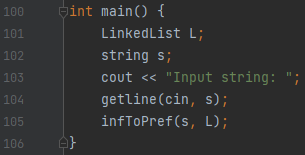 100 int main() {
101 LinkedList L;
102 string s;
103 cout << "Input string: ";
104 getline(cin, s);
105 infToPref(s, L);
106 }